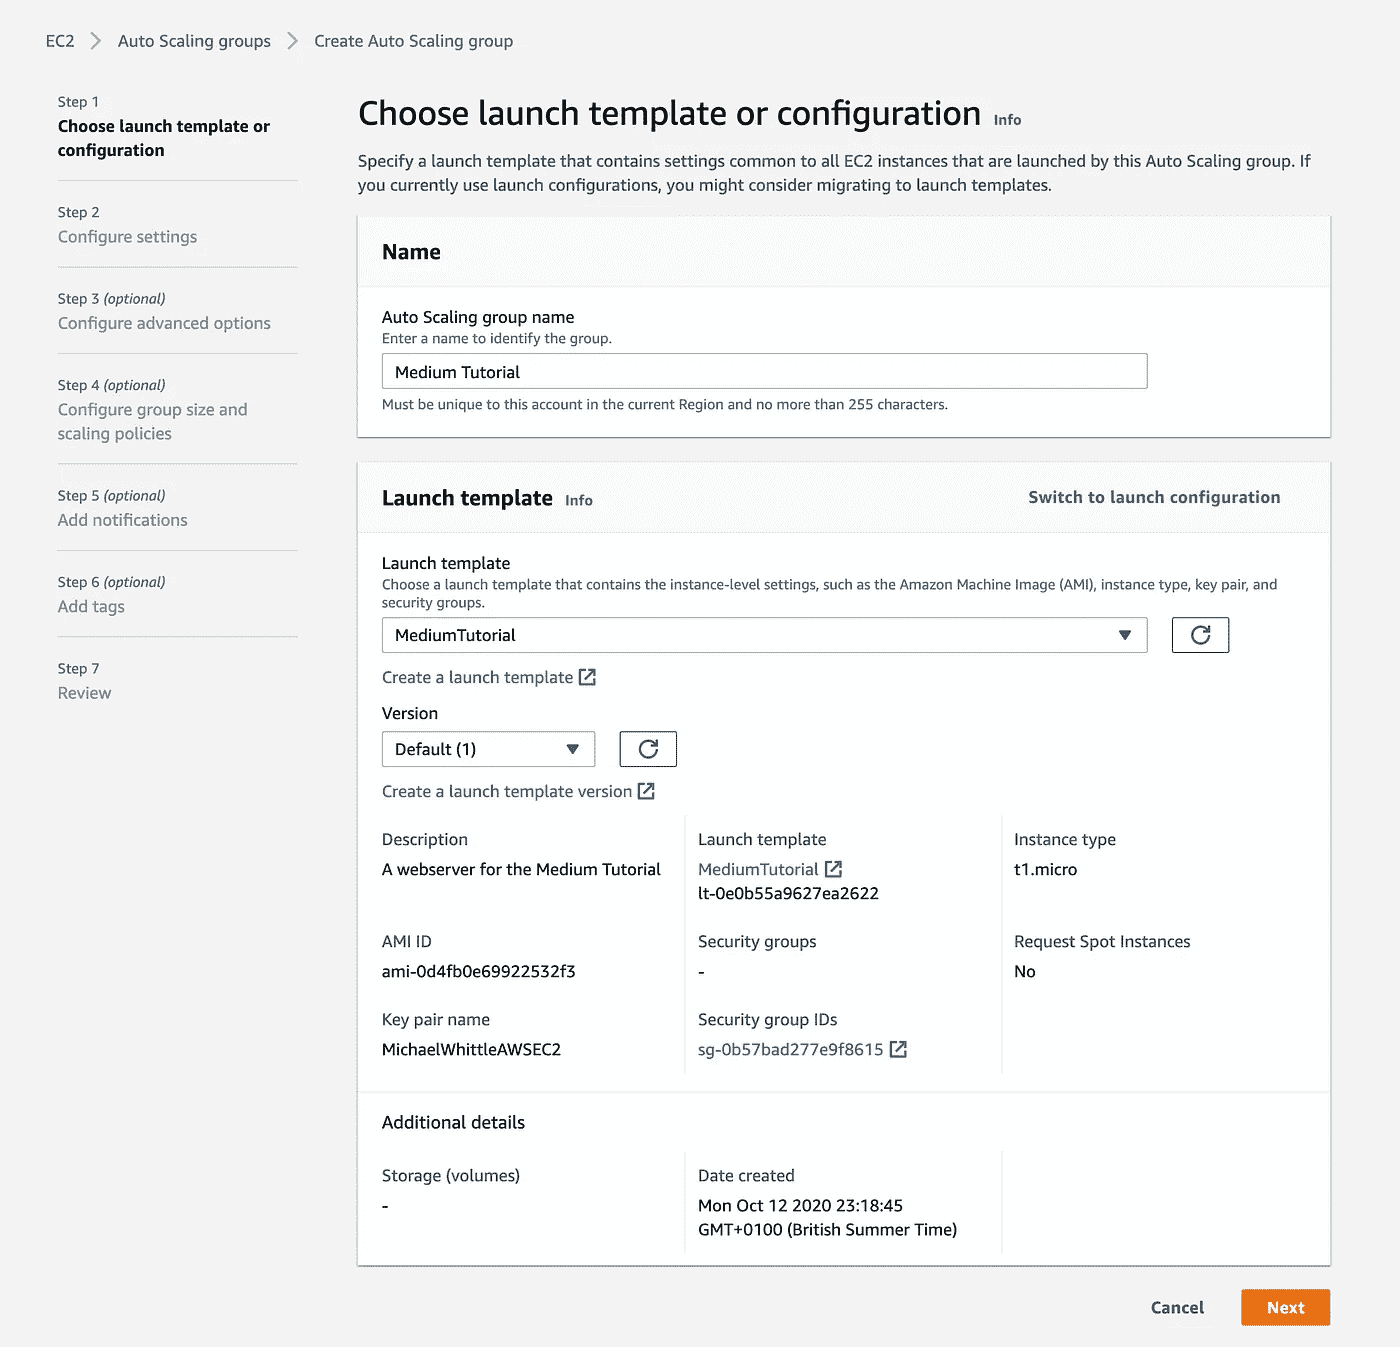 EC2 > Auto Scaling groups > Create Auto Scaling group
Step 1
Choose launch template or
configuration
Step 2
Configure settings
Step 3 (optional)
Configure advanced options
Step 4 (optional)
Configure group size and
scaling policies
Step 5 (optional)
Add notifications
Step 6 (optional)
Add tags
Step 7
Review
Choose launch template or configuration Info
Specify a launch template that contains settings common to all EC2 instances that are launched by this Auto Scaling group. If
you currently use launch configurations, you might consider migrating to launch templates.
Name
Auto Scaling group name
Enter a name to identify the group.
Medium Tutorial
Must be unique to this account in the current Region and no more than 255 characters.
Launch template Info
Switch to launch configuration
Launch template
Choose a launch template that contains the instance-level settings, such as the Amazon Machine Image (AMI), instance type, key pair, and
security groups.
MediumTutorial
Create a launch template
Version
Default (1)
Create a launch template version
Description
A webserver for the Medium Tutorial
Launch template
MediumTutorial
lt-0e0b55a9627ea2622
Instance type
t1.micro
AMI ID
ami-0d4fb0e69922532f3
Security groups
-
Request Spot Instances
No
Key pair name
MichaelWhittleAWSEC2
Security group IDs
sg-0b57bad277e9f8615
Additional details
Storage (volumes)
-
Date created
Mon Oct 12 2020 23:18:45
GMT+0100 (British Summer Time)
Cancel
Next